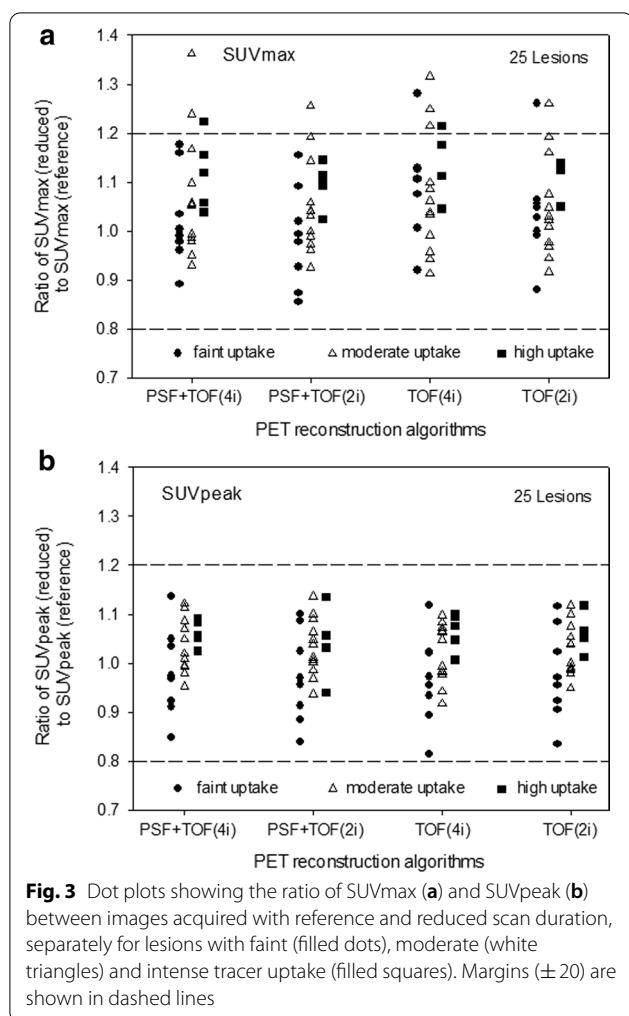 a
SUVmax
25 Lesions
1.4
1.3
1.2
1.1
1.0
0.9
0.8
0.7
Ratio of SUVmax (reduced)
to SUVmax (reference)
faint uptake
moderate uptake
high uptake
PSF+TOF(4i)
PSF+TOF(2i)
TOF(4i)
TOF(2i)
PET reconstruction algorithms
b
SUVpeak
25 Lesions
1.4
1.3
1.2
1.1
1.0
0.9
0.8
0.7
Ratio of SUVpeak (reduced)
to SUVpeak (reference)
faint uptake
moderate uptake
high uptake
PSF+TOF(4i)
PSF+TOF(2i)
TOF(4i)
TOF(2i)
PET reconstruction algorithms
Fig. 3 Dot plots showing the ratio of SUVmax (a) and SUVpeak (b)
between images acquired with reference and reduced scan duration,
separately for lesions with faint (filled dots), moderate (white
triangles) and intense tracer uptake (filled squares). Margins (± 20) are
shown in dashed lines